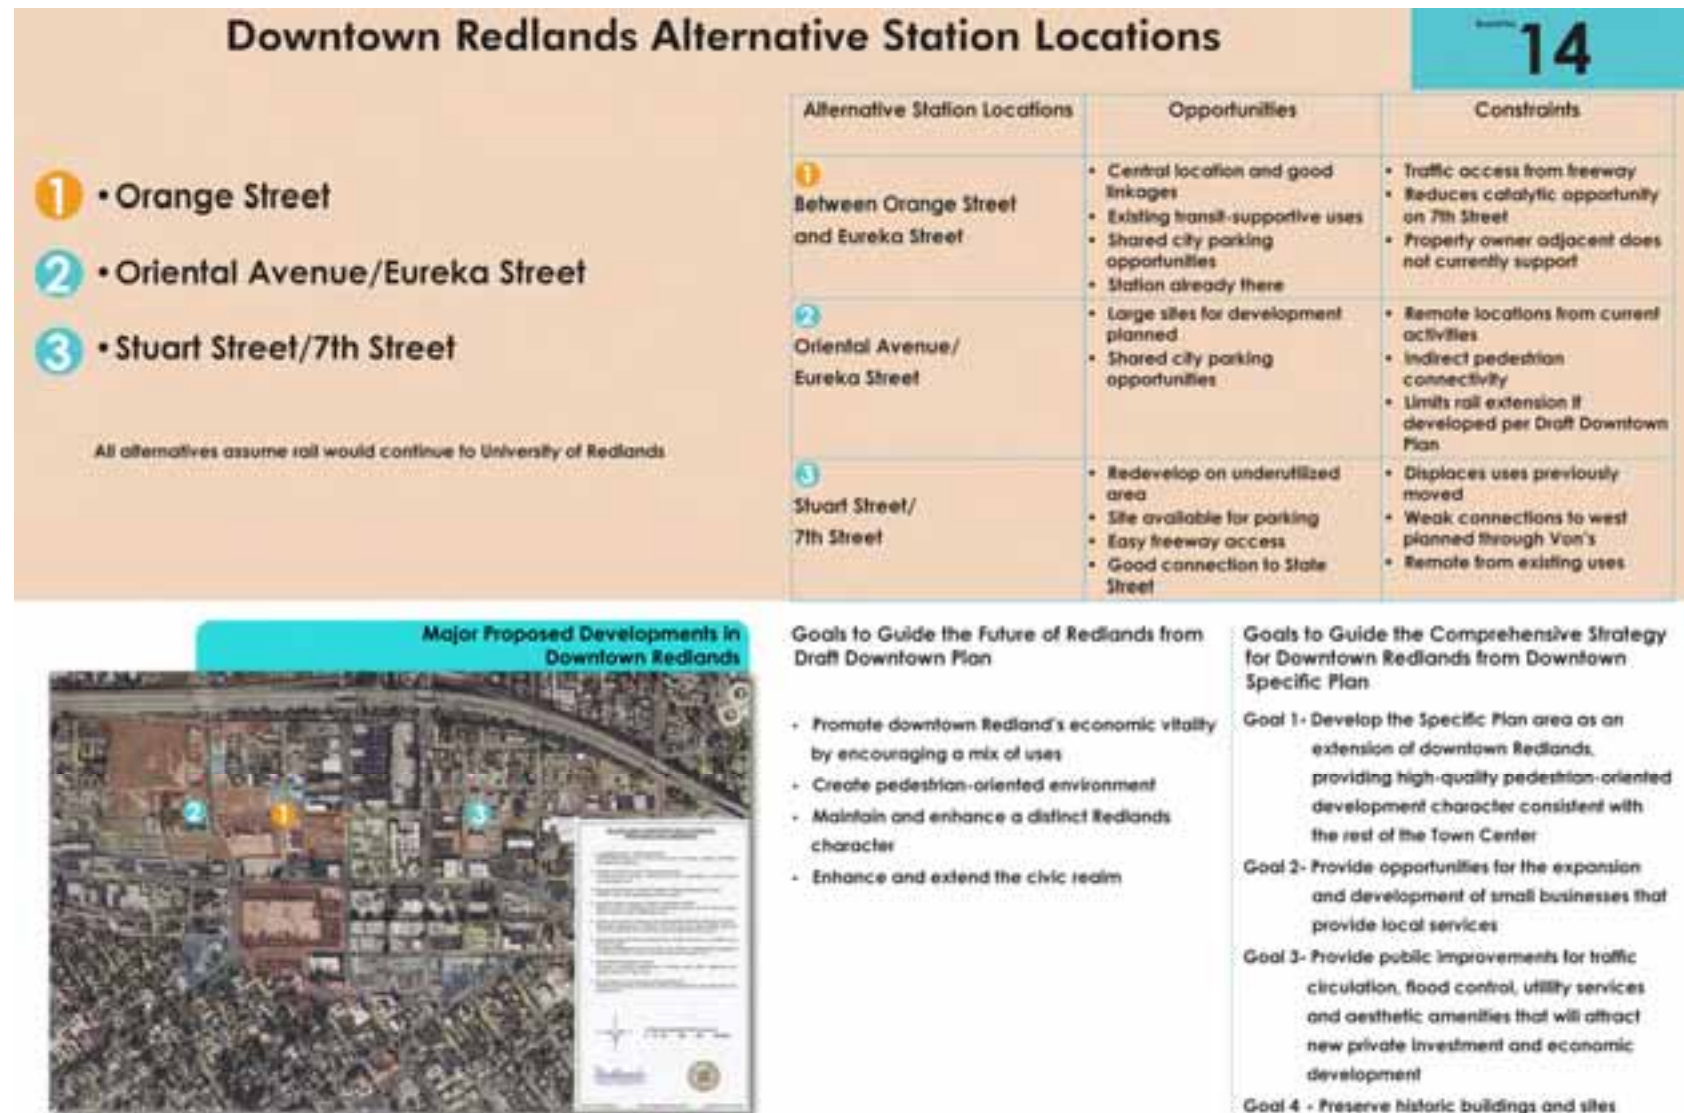 Downtown Redlands Alternative Station Locations
14
1 • Orange Street
2 • Oriental Avenue/Eureka Street
3 • Stuart Street/7th Street
All alternatives assume rail would continue to University of Redlands
Alternative Station Locations
Opportunities
Constraints
1
Between Orange Street
and Eureka Street
• Central location and good
linkages
• Existing transit-supportive uses
• Shared city parking
opportunities
• Station already there
• Traffic access from freeway
• Reduces catalytic opportunity
on 7th Street
• Property owner adjacent does
not currently support
2
Oriental Avenue/
Eureka Street
• Large sites for development
planned
• Shared city parking
opportunities
• Remote locations from current
activities
• Indirect pedestrian
connectivity
• Limits rail extension if
developed per Draft Downtown
Plan
3
Stuart Street/
7th Street
• Redevelop on underutilized
area
• Site available for parking
• Easy freeway access
• Good connection to State
Street
• Displaces uses previously
moved
• Weak connections to west
planned through Von's
• Remote from existing uses
Major Proposed Developments in
Downtown Redlands
2
1
3
Goals to Guide the Future of Redlands from
Draft Downtown Plan
- Promote downtown Redland's economic vitality
by encouraging a mix of uses
- Create pedestrian-oriented environment
- Maintain and enhance a distinct Redlands
character
- Enhance and extend the civic realm
Goals to Guide the Comprehensive Strategy
for Downtown Redlands from Downtown
Specific Plan
Goal 1- Develop the Specific Plan area as an
extension of downtown Redlands,
providing high-quality pedestrian-oriented
development character consistent with
the rest of the Town Center
Goal 2- Provide opportunities for the expansion
and development of small businesses that
provide local services
Goal 3- Provide public improvements for traffic
circulation, flood control, utility services
and aesthetic amenities that will attract
new private investment and economic
development
Goal 4 - Preserve historic buildings and sites